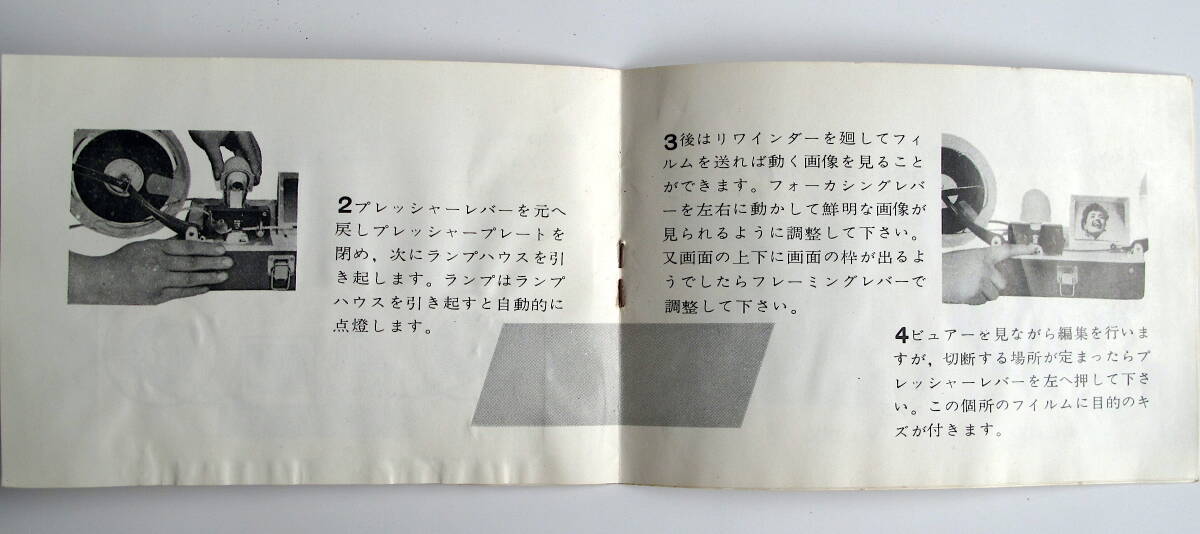 2プレッシャーレバーを元へ
戻しプレッシャープレートを
閉め，次にランプハウスを引
き起します。ランプはランプ
ハウスを引き起すと自動的に
点燈します。
3後はリワインダーを廻してフィ
ルムを送れば動く画像を見ること
ができます。フォーカシングレバ
ーを左右に動かして鮮明な画像が
見られるように調整して下さい。
又画面の上下に画面の枠が出るよ
うでしたらフレーミングレバーで
調整して下さい。
4ビュアーを見ながら編集を行いま
すが，切断する場所が定まったらプ
レッシャーレバーを左へ押して下さ
い。この個所のフイルムに目的のキ
ズが付きます。